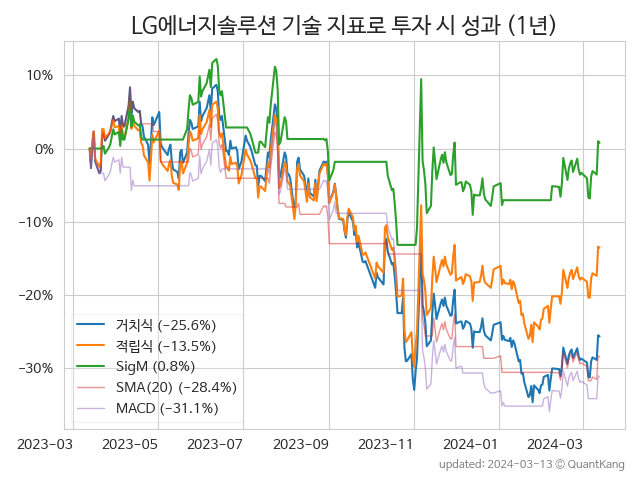 LG에너지솔루션 기술 지표로 투자 시 성과 (1년)
10%
0%
−10%
−20%
−30%
거치식 (−25.6%)
적립식 (−13.5%)
SigM (0.8%)
SMA(20) (−28.4%)
MACD (−31.1%)
2023-03
2023-05
2023-07
2023-09
2023-11
2024-01
2024-03
updated: 2024-03-13 © QuantKang